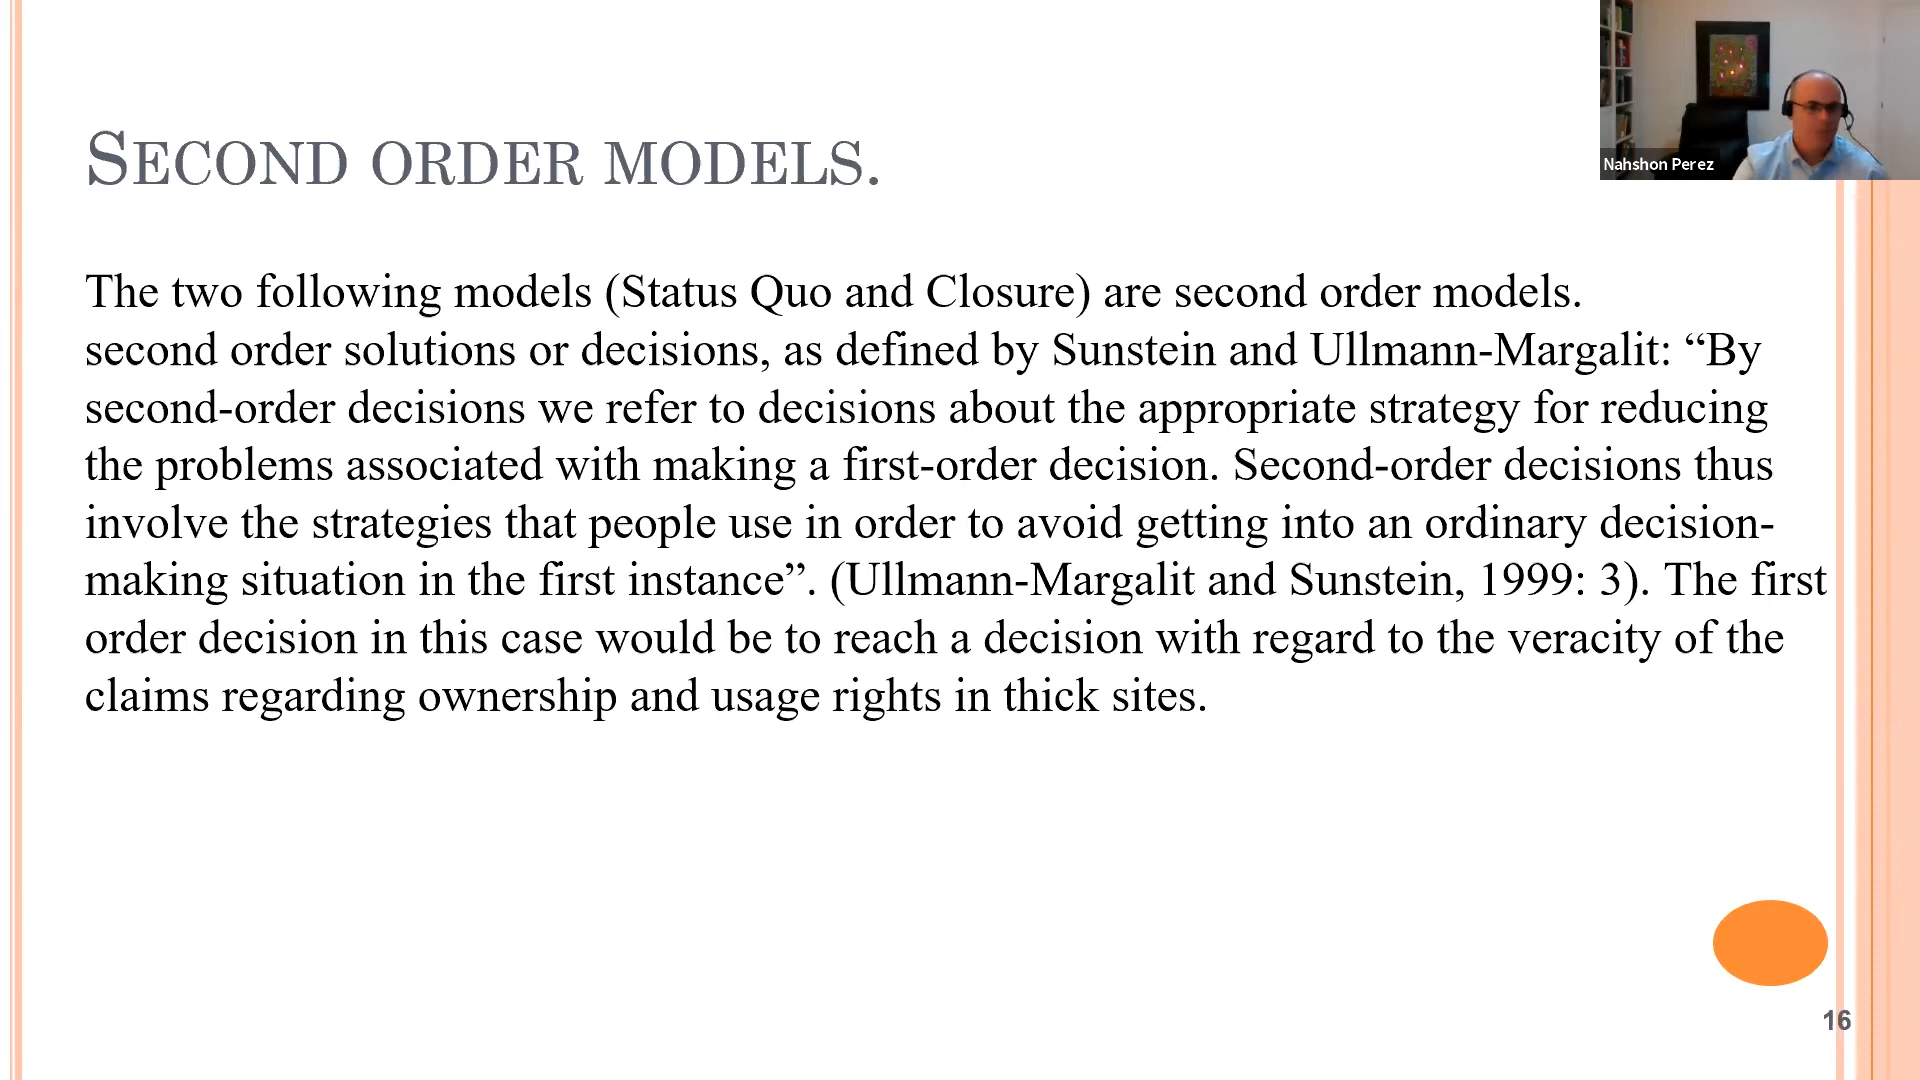 SECOND ORDER MODELS.
Nahshon Perez
The two following models (Status Quo and Closure) are second order models.
second order solutions or decisions, as defined by Sunstein and Ullmann-Margalit: “By
second-order decisions we refer to decisions about the appropriate strategy for reducing
the problems associated with making a first-order decision. Second-order decisions thus
involve the strategies that people use in order to avoid getting into an ordinary decision-
making situation in the first instance”. (Ullmann-Margalit and Sunstein, 1999: 3). The first
order decision in this case would be to reach a decision with regard to the veracity of the
claims regarding ownership and usage rights in thick sites.
16